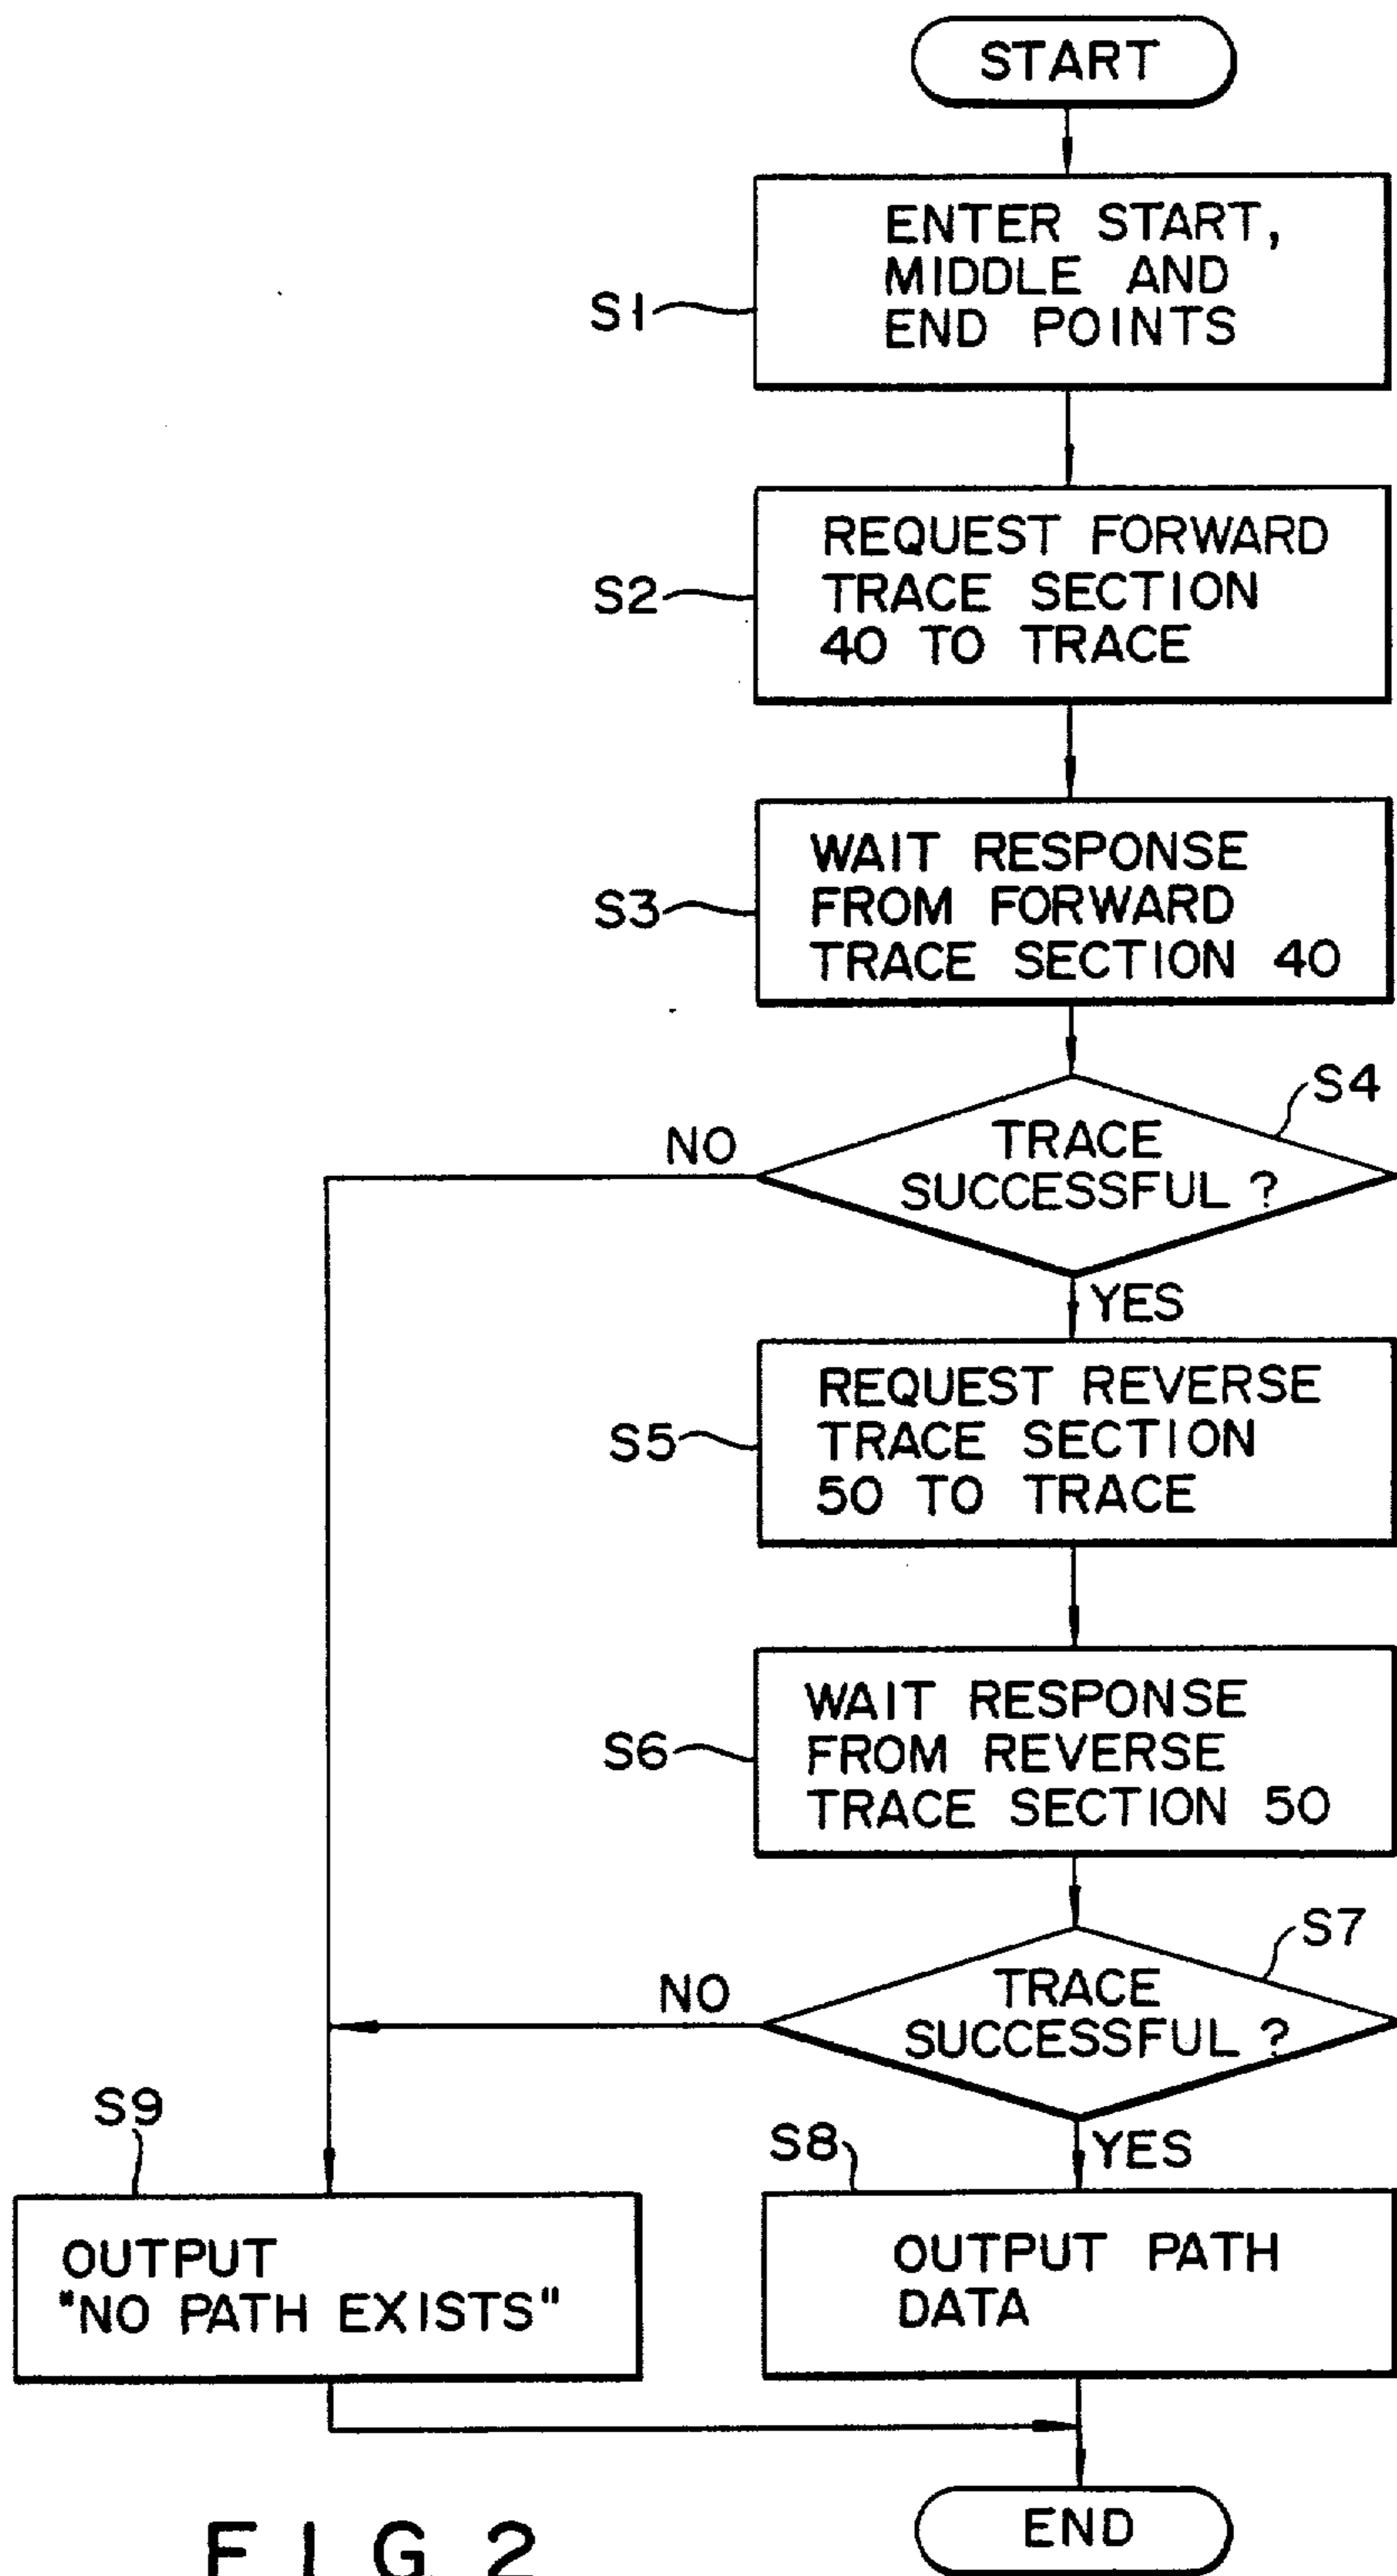 START
ENTER START,
MIDDLE AND
END POINTS
S1
REQUEST FORWARD
TRACE SECTION
40 TO TRACE
S2
WAIT RESPONSE
FROM FORWARD
TRACE SECTION 40
S3
S4
NO
TRACE
SUCCESSFUL ?
YES
REQUEST REVERSE
TRACE SECTION
50 TO TRACE
S5
WAIT RESPONSE
FROM REVERSE
TRACE SECTION 50
S6
S7
NO
TRACE
SUCCESSFUL ?
YES
S9
S8
OUTPUT
"NO PATH EXISTS"
OUTPUT PATH
DATA
END
FIG. 2